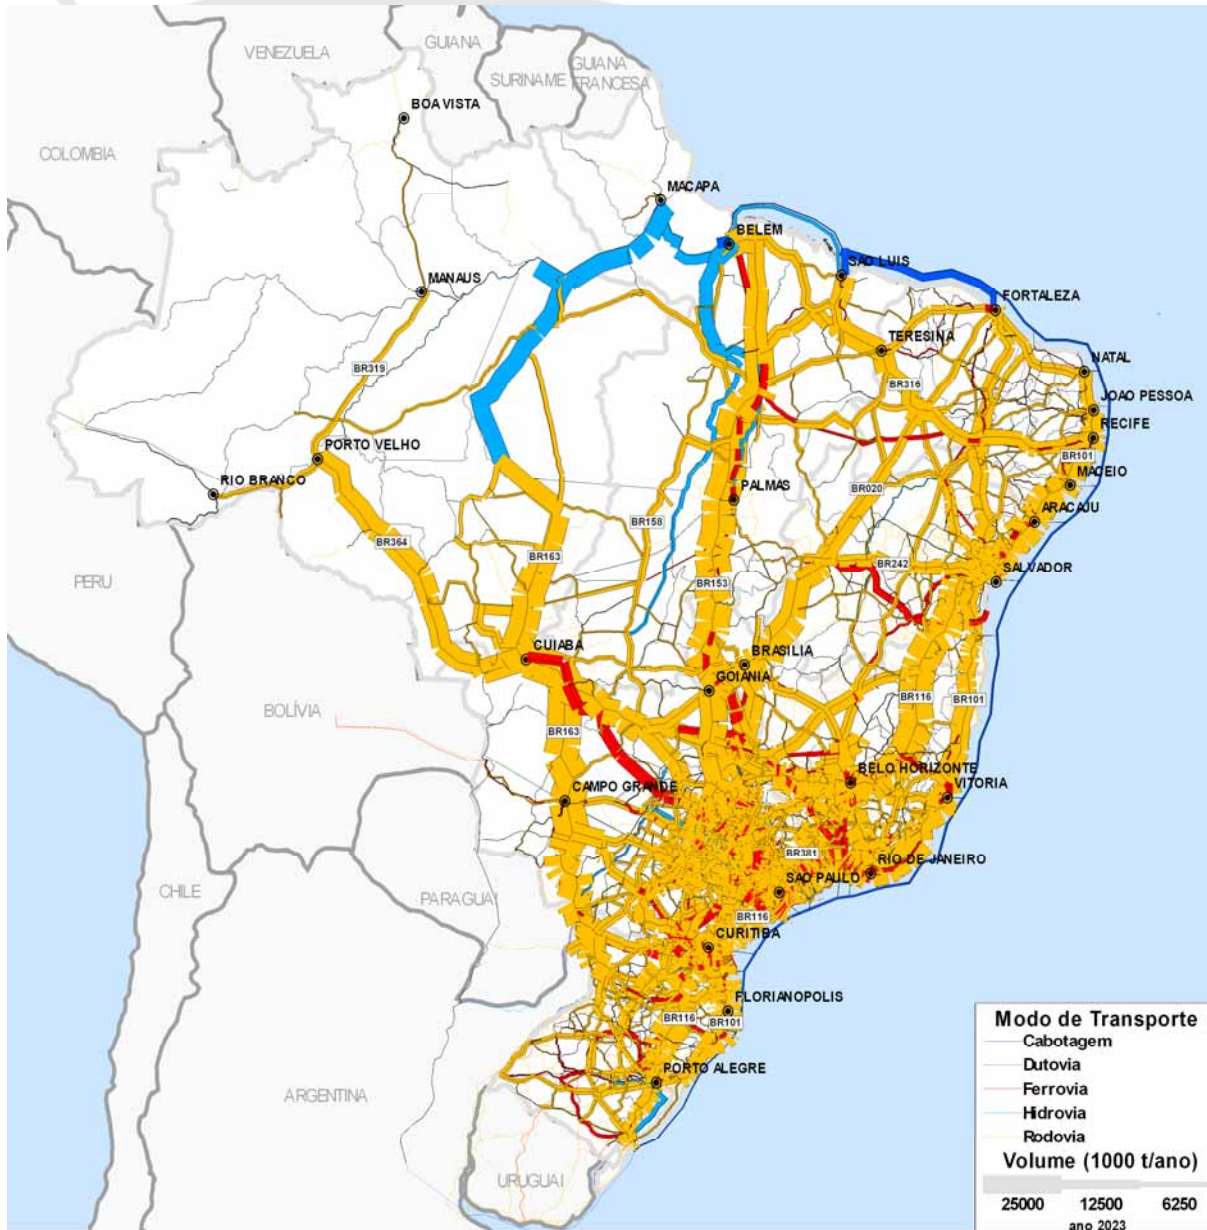 VENEZUELA
GUIANA
SURINAME
GUIANA
FRANCESA
BOA VISTA
COLOMBIA
MACAPA
BELEM
SAO LUIS
MANAUS
FORTALEZA
TERESINA
BR319
BR316
NATAL
JOAO PESSOA
RECIFE
BR101
PORTO VELHO
MACEIO
RIO BRANCO
PALMAS
BR020
ARACAJU
BR158
BR364
BR163
BR242
SALVADOR
PERU
BR153
CUIABA
BRASILIA
GOIANIA
BR116
BR101
BOLÍVIA
BR163
BELO HORIZONTE
CAMPO GRANDE
VITORIA
BR381
RIO DE JANEIRO
CHILE
PARAGUAI
SAO PAULO
BR116
CURITIBA
FLORIANOPOLIS
BR116
BR101
PORTO ALEGRE
ARGENTINA
URUGUAI
Modo de Transporte
Cabotagem
Dutovia
Ferrovia
Hidrovia
Rodovia
Volume (1000 t/ano)
25000 12500 6250
ano 2023